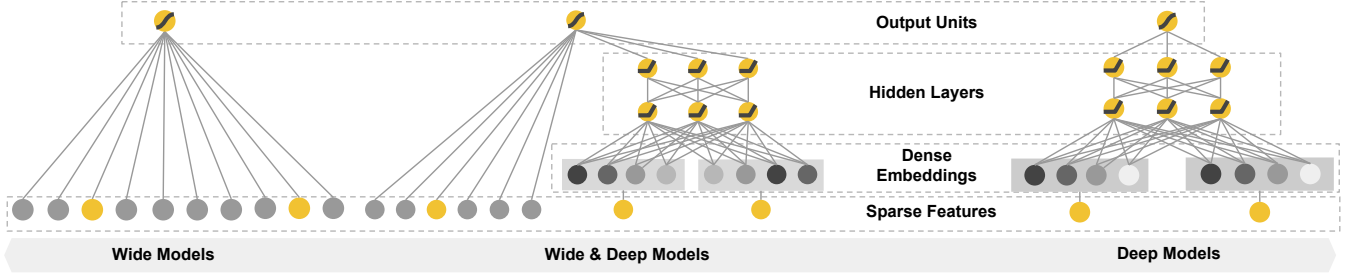 Output Units
Hidden Layers
Dense
Embeddings
Sparse Features
Wide Models
Wide & Deep Models
Deep Models